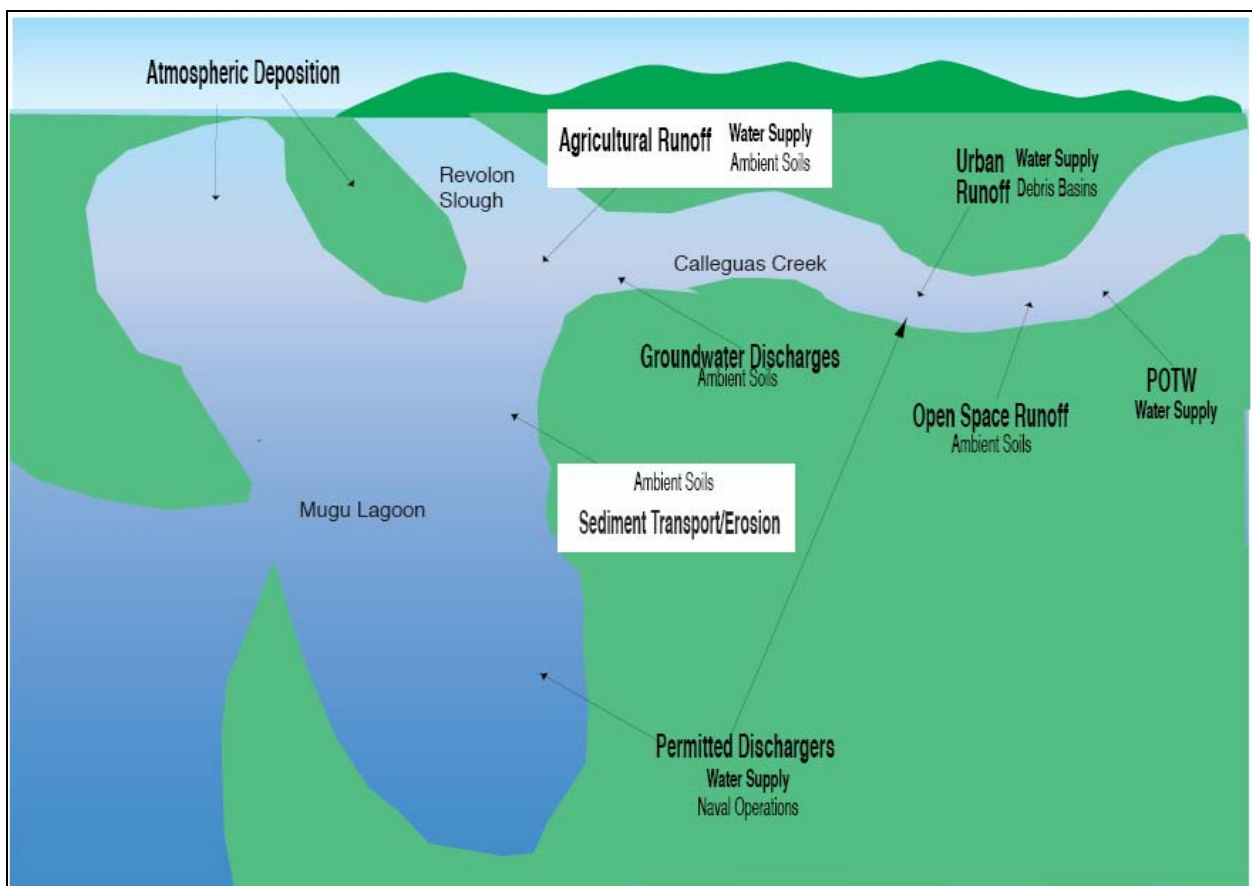 Atmospheric Deposition
Agricultural Runoff
Water Supply
Ambient Soils
Urban
Runoff
Water Supply
Debris Basins
Revolon
Slough
Calleguas Creek
Groundwater Discharges
Ambient Soils
POTW
Water Supply
Open Space Runoff
Ambient Soils
Ambient Soils
Sediment Transport/Erosion
Mugu Lagoon
Permitted Dischargers
Water Supply
Naval Operations